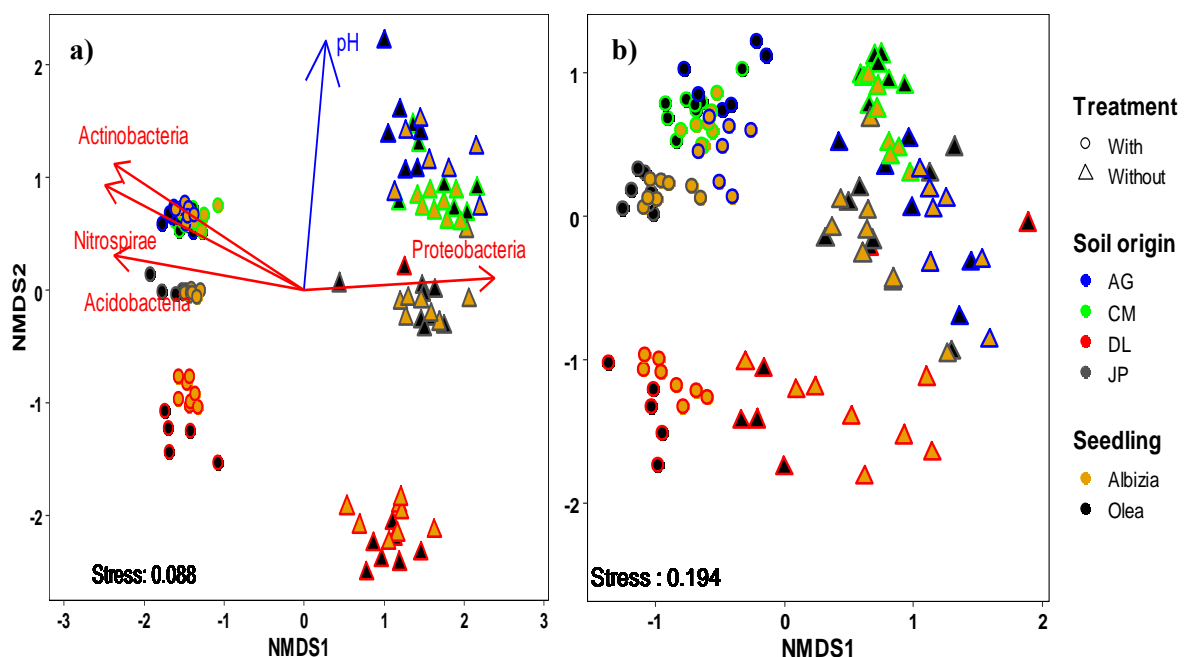 a)
pH
Actinobacteria
Nitrospirae
Acidobacteria
Proteobacteria
Stress: 0.088
2
1
0
-1
-2
-3
-2
-1
0
1
2
3
NMDS1
NMDS2
b)
Stress : 0.194
1
0
-1
-2
-1
0
1
2
NMDS1
Treatment
With
Without
Soil origin
AG
CM
DL
JP
Seedling
Albizia
Olea